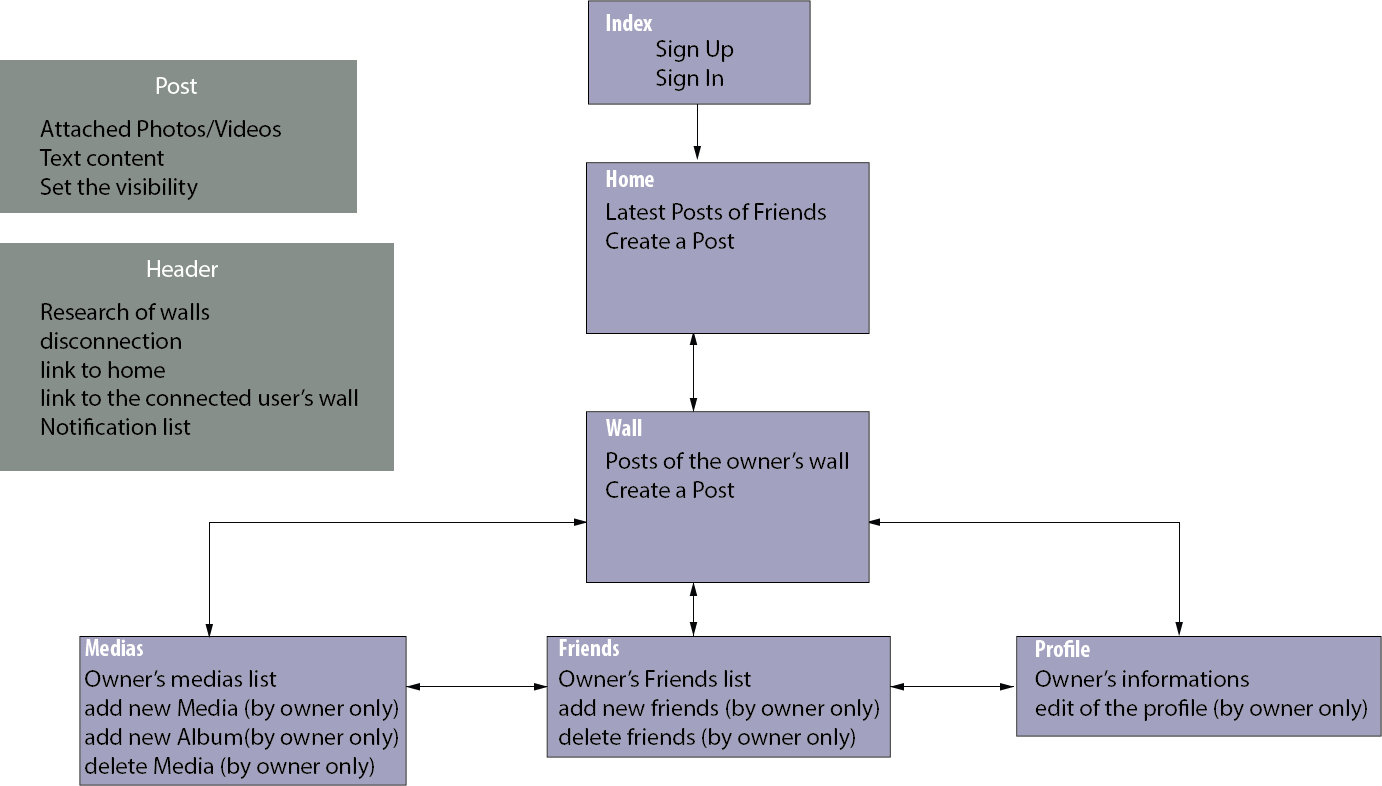 Index
Sign Up
Sign In
Post
Attached Photos/Videos
Text content
Set the visibility
Home
Latest Posts of Friends
Create a Post
Header
Research of walls
disconnection
link to home
link to the connected user’s wall
Notification list
Wall
Posts of the owner’s wall
Create a Post
Medias
Owner’s medias list
add new Media (by owner only)
add new Album(by owner only)
delete Media (by owner only)
Friends
Owner’s Friends list
add new friends (by owner only)
delete friends (by owner only)
Profile
Owner’s informations
edit of the profile (by owner only)